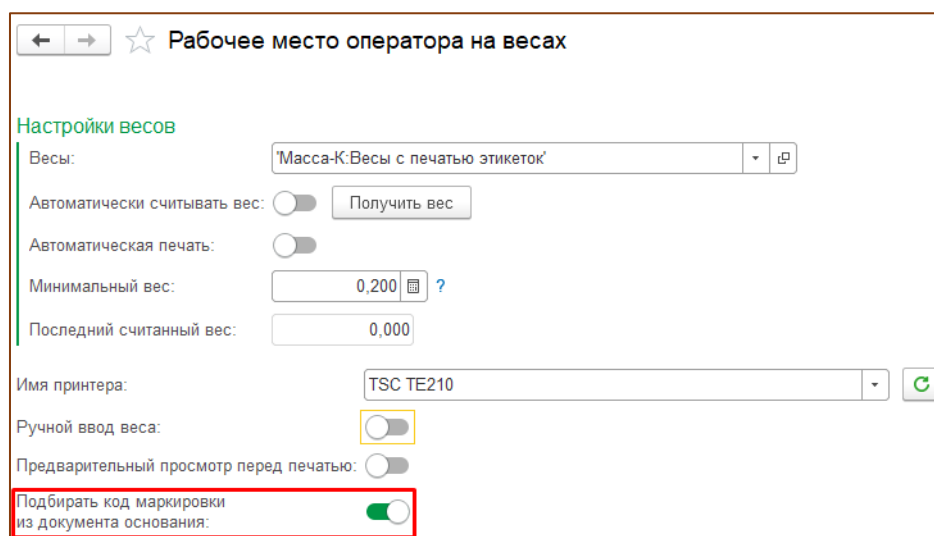 Рабочее место оператора на весах
Настройки весов
Весы: 'Масса-К:Весы с печатью этикеток'
Автоматически считывать вес: Получить вес
Автоматическая печать:
Минимальный вес: 0,200 ?
Последний считанный вес: 0,000
Имя принтера: TSC TE210
Ручной ввод веса:
Предварительный просмотр перед печатью:
Подбирать код маркировки
из документа основания: